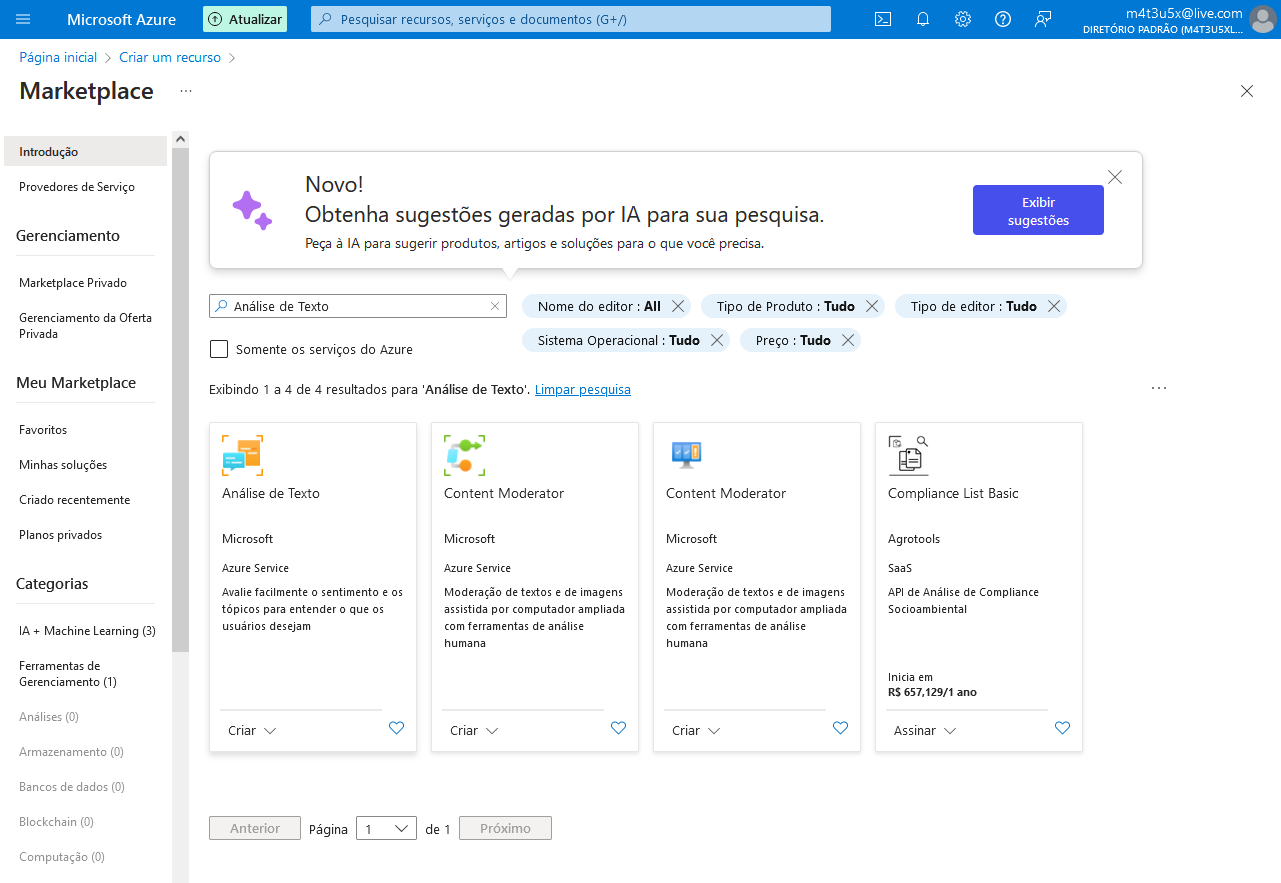 Microsoft Azure
Atualizar
Pesquisar recursos, serviços e documentos (G+/)
m4t3u5x@live.com
DIRETÓRIO PADRÃO (M4T3U5XL...
Página inicial
Criar um recurso
Marketplace
...
Introdução
Provedores de Serviço
Gerenciamento
Marketplace Privado
Gerenciamento da Oferta
Privada
Meu Marketplace
Favoritos
Minhas soluções
Criado recentemente
Planos privados
Categorias
IA + Machine Learning (3)
Ferramentas de
Gerenciamento (1)
Análises (0)
Armazenamento (0)
Bancos de dados (0)
Blockchain (0)
Computação (0)
Novo!
Obtenha sugestões geradas por IA para sua pesquisa.
Peça à IA para sugerir produtos, artigos e soluções para o que você precisa.
Exibir
sugestões
Análise de Texto
Nome do editor : All
Tipo de Produto : Tudo
Tipo de editor : Tudo
Sistema Operacional : Tudo
Preço : Tudo
Somente os serviços do Azure
Exibindo 1 a 4 de 4 resultados para 'Análise de Texto'. Limpar pesquisa
...
Análise de Texto
Microsoft
Azure Service
Avalie facilmente o sentimento e os
tópicos para entender o que os
usuários desejam
Criar
Content Moderator
Microsoft
Azure Service
Moderação de textos e de imagens
assistida por computador ampliada
com ferramentas de análise
humana
Criar
Content Moderator
Microsoft
Azure Service
Moderação de textos e de imagens
assistida por computador ampliada
com ferramentas de análise
humana
Criar
Compliance List Basic
Agrotools
SaaS
API de Análise de Compliance
Socioambiental
Inicia em
R$ 657,129/1 ano
Assinar
Anterior
Página
1
de 1
Próximo